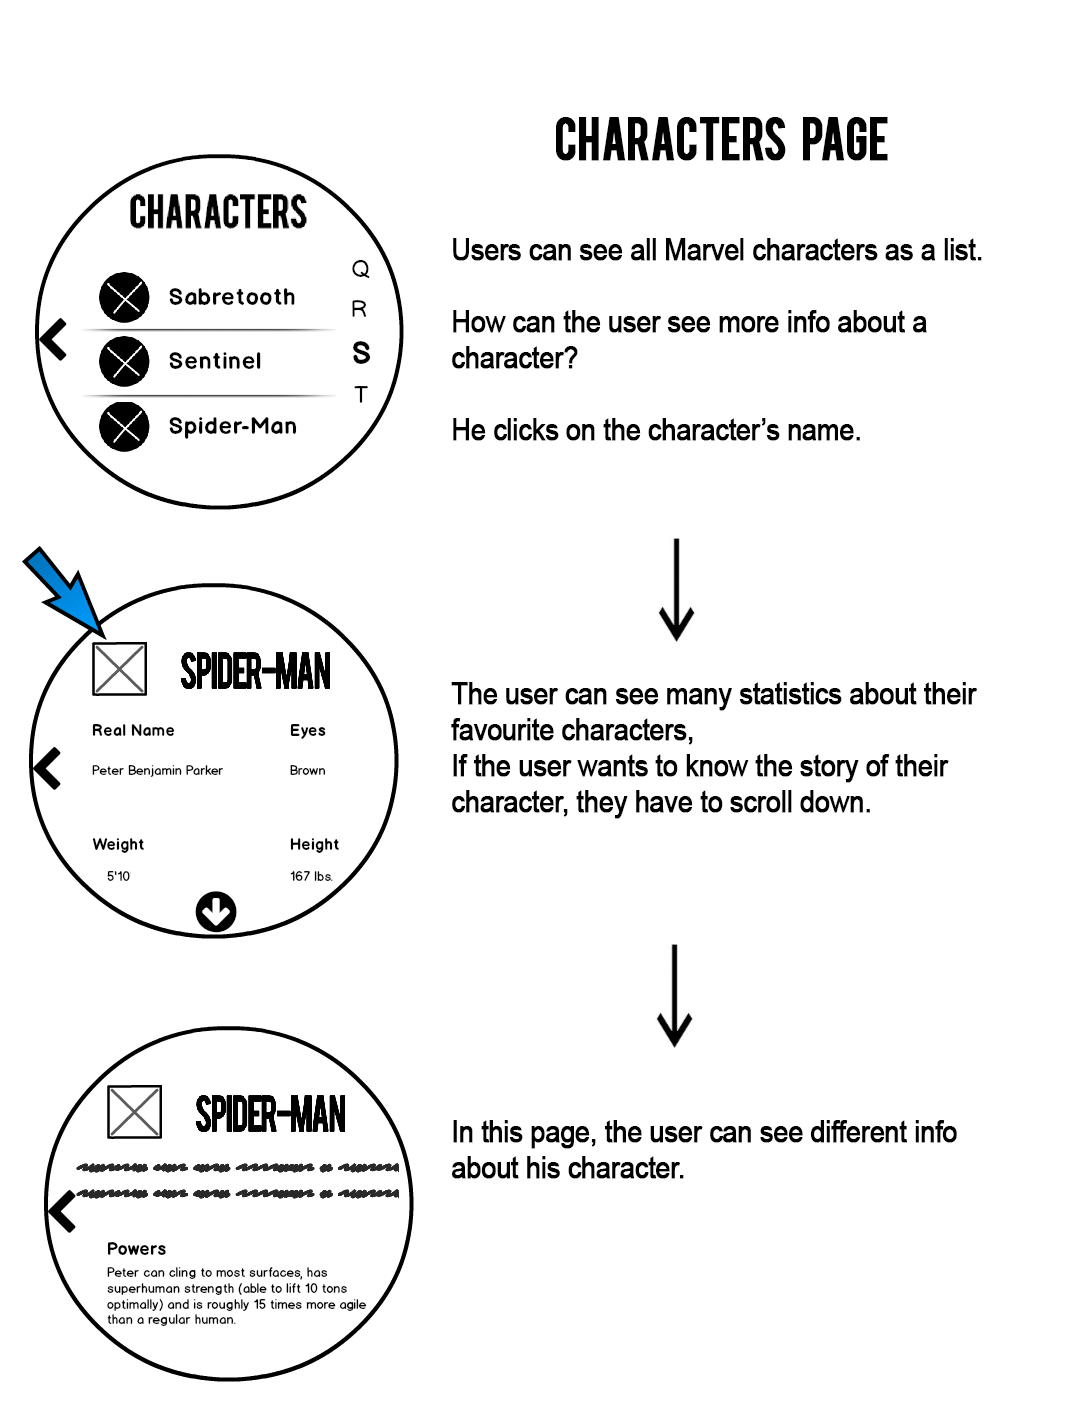 CHARACTERS PAGE
CHARACTERS
Sabretooth
Sentinel
Spider-Man
Q
R
S
T
Users can see all Marvel characters as a list.
How can the user see more info about a
character?
He clicks on the character’s name.
SPIDER-MAN
Real Name
Eyes
Peter Benjamin Parker
Brown
Weight
Height
5'10
167 lbs.
The user can see many statistics about their
favourite characters,
If the user wants to know the story of their
character, they have to scroll down.
SPIDER-MAN
Powers
Peter can cling to most surfaces, has
superhuman strength (able to lift 10 tons
optimally) and is roughly 15 times more agile
than a regular human.
In this page, the user can see different info
about his character.